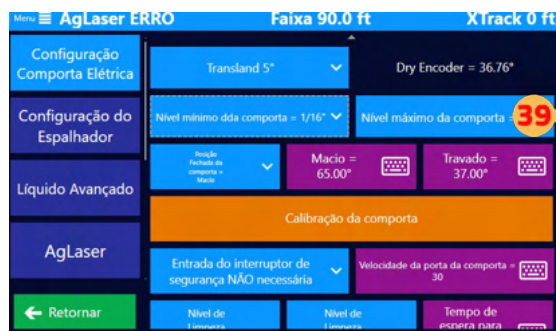 Menu AgLaser ERRO Faixa 90.0 ft XTrack 0 ft
Configuração
Comporta Elétrica
Transland 5"
Dry Encoder = 36.76°
Configuração do
Espalhador
Nível mínimo dda comporta = 1/16"
Nível máximo da comporta
39
Líquido Avançado
Posição
Fechado da
comporta =
Macio
Macio =
65.00°
Travado =
37.00°
Calibração da comporta
AgLaser
Entrada do interruptor de
segurança NÃO necessária
Velocidade da porta da comporta =
30
Retornar
Nível de
Limpeza
Nível de
Limpeza
Tempo de
espera para